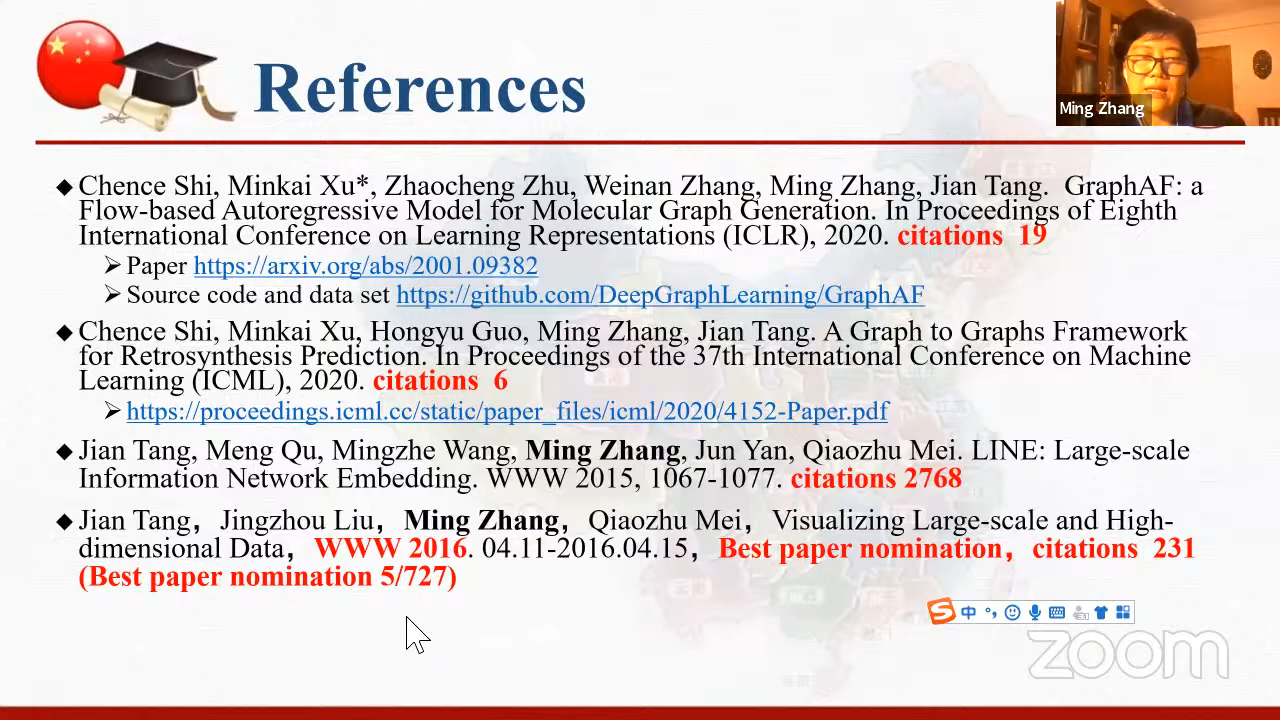 References
Ming Zhang
◆Chence Shi, Minkai Xu*, Zhaocheng Zhu, Weinan Zhang, Ming Zhang, Jian Tang. GraphAF: a
Flow-based Autoregressive Model for Molecular Graph Generation. In Proceedings of Eighth
International Conference on Learning Representations (ICLR), 2020. citations 19
➢Paper https://arxiv.org/abs/2001.09382
➢Source code and data set https://github.com/DeepGraphLearning/GraphAF
◆Chence Shi, Minkai Xu, Hongyu Guo, Ming Zhang, Jian Tang. A Graph to Graphs Framework
for Retrosynthesis Prediction. In Proceedings of the 37th International Conference on Machine
Learning (ICML), 2020. citations 6
➢https://proceedings.icml.cc/static/paper_files/icml/2020/4152-Paper.pdf
◆Jian Tang, Meng Qu, Mingzhe Wang, Ming Zhang, Jun Yan, Qiaozhu Mei. LINE: Large-scale
Information Network Embedding. WWW 2015, 1067-1077. citations 2768
◆Jian Tang，Jingzhou Liu，Ming Zhang，Qiaozhu Mei，Visualizing Large-scale and High-
dimensional Data，WWW 2016. 04.11-2016.04.15，Best paper nomination，citations 231
(Best paper nomination 5/727)
S 中 °,
zoom